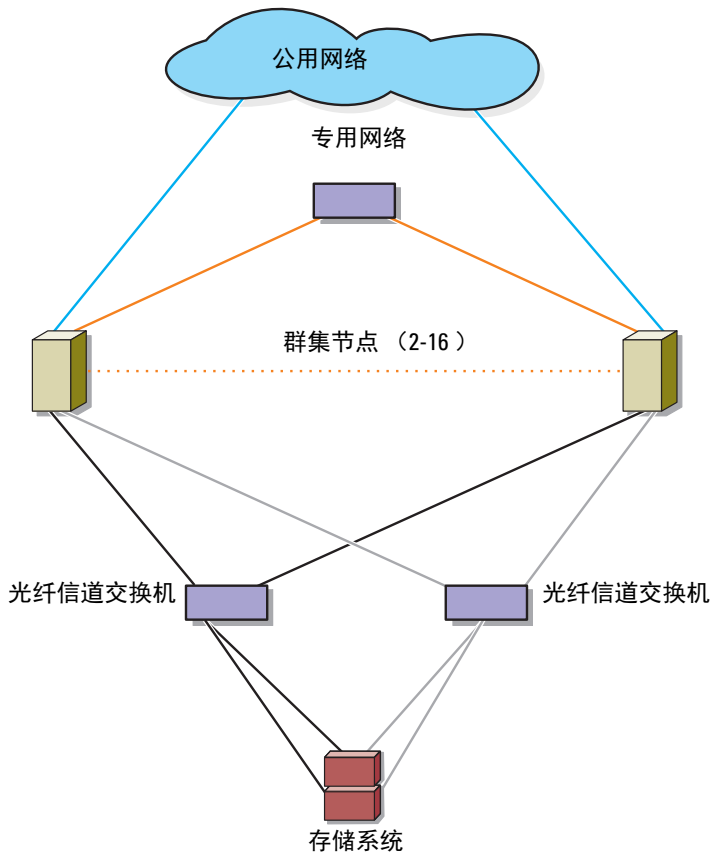 公用网络
专用网络
群集节点 （2-16 ）
光纤信道交换机
光纤信道交换机
存储系统